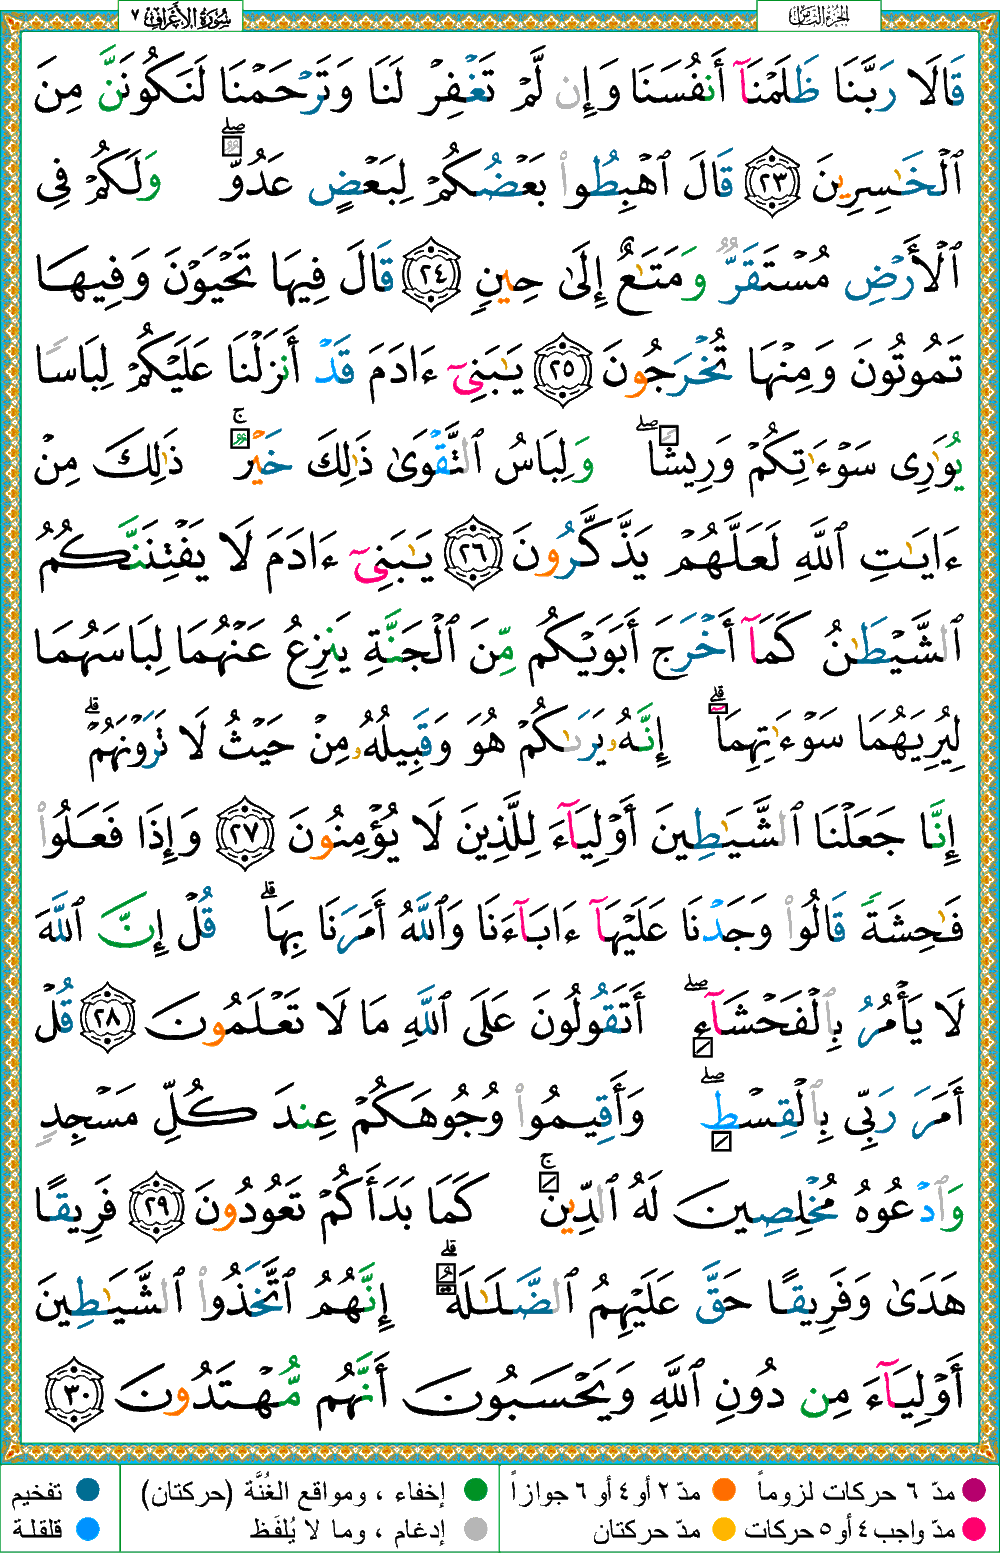 الجزء الثامن
سورة الأعراف ٧
قَالَا رَبَّنَا ظَلَمْنَآ أَنفُسَنَا وَإِن لَّمْ تَغْفِرْ لَنَا وَتَرْحَمْنَا لَنَكُونَنَّ مِنَ
ٱلْخَـٰسِرِينَ ٢٣ قَالَ ٱهْبِطُوا۟ بَعْضُكُمْ لِبَعْضٍ عَدُوٌّ ۖ وَلَكُمْ فِى
ٱلْأَرْضِ مُسْتَقَرٌّ وَمَتَـٰعٌ إِلَىٰ حِينٍ ٢٤ قَالَ فِيهَا تَحْيَوْنَ وَفِيهَا
تَمُوتُونَ وَمِنْهَا تُخْرَجُونَ ٢٥ يَـٰبَنِىٓ ءَادَمَ قَدْ أَنزَلْنَا عَلَيْكُمْ لِبَاسًا
يُوَٰرِى سَوْءَٰتِكُمْ وَرِيشًا ۖ وَلِبَاسُ ٱلتَّقْوَىٰ ذَٰلِكَ خَيْرٌ ۚ ذَٰلِكَ مِنْ
ءَايَـٰتِ ٱللَّهِ لَعَلَّهُمْ يَذَّكَّرُونَ ٢٦ يَـٰبَنِىٓ ءَادَمَ لَا يَفْتِنَنَّكُمُ
ٱلشَّيْطَـٰنُ كَمَآ أَخْرَجَ أَبَوَيْكُم مِّنَ ٱلْجَنَّةِ يَنزِعُ عَنْهُمَا لِبَاسَهُمَا
لِيُرِيَهُمَا سَوْءَٰتِهِمَآ ۗ إِنَّهُۥ يَرَىٰكُمْ هُوَ وَقَبِيلُهُۥ مِنْ حَيْثُ لَا تَرَوْنَهُمْ ۗ
إِنَّا جَعَلْنَا ٱلشَّيَـٰطِينَ أَوْلِيَآءَ لِلَّذِينَ لَا يُؤْمِنُونَ ٢٧ وَإِذَا فَعَلُوا۟
فَـٰحِشَةً قَالُوا۟ وَجَدْنَا عَلَيْهَآ ءَابَآءَنَا وَٱللَّهُ أَمَرَنَا بِهَا ۗ قُلْ إِنَّ ٱللَّهَ
لَا يَأْمُرُ بِٱلْفَحْشَآءِ ۖ أَتَقُولُونَ عَلَى ٱللَّهِ مَا لَا تَعْلَمُونَ ٢٨ قُلْ
أَمَرَ رَبِّى بِٱلْقِسْطِ ۖ وَأَقِيمُوا۟ وُجُوهَكُمْ عِندَ كُلِّ مَسْجِدٍ
وَٱدْعُوهُ مُخْلِصِينَ لَهُ ٱلدِّينَ ۚ كَمَا بَدَأَكُمْ تَعُودُونَ ٢٩ فَرِيقًا
هَدَىٰ وَفَرِيقًا حَقَّ عَلَيْهِمُ ٱلضَّلَـٰلَةُ ۗ إِنَّهُمُ ٱتَّخَذُوا۟ ٱلشَّيَـٰطِينَ
أَوْلِيَآءَ مِن دُونِ ٱللَّهِ وَيَحْسَبُونَ أَنَّهُم مُّهْتَدُونَ ٣٠
مدّ ٦ حركات لزوماً مدّ ٢ أو ٤ أو ٦ جوازاً إخفاء ، ومواقع الغُنَّة (حركتان) تفخيم
مدّ واجب ٤ أو ٥ حركات مدّ حركتان إدغام ، وما لا يُلفَظ قلقلة